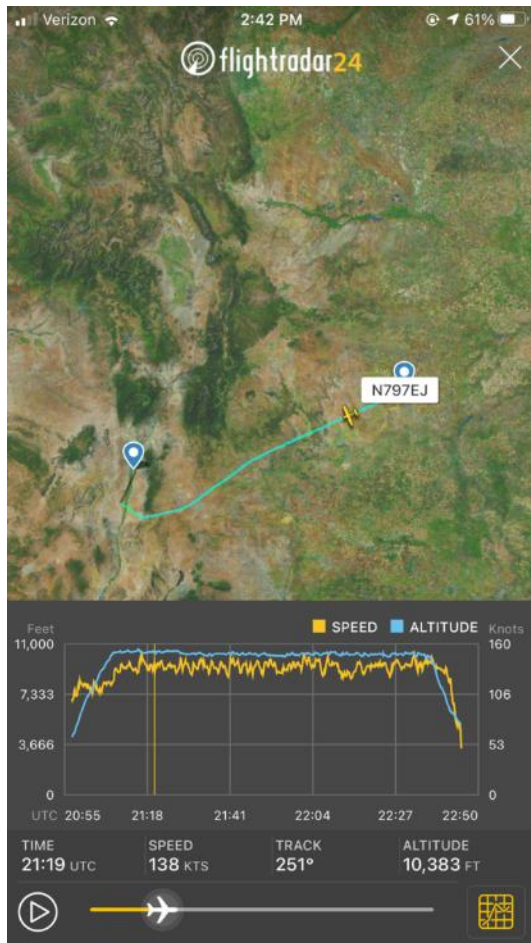 Verizon 2:42 PM 61%
flightradar24
N797EJ
SPEED ALTITUDE
Feet Knots
11,000 160
7,333 106
3,666 53
0 0
UTC 20:55 21:18 21:41 22:04 22:27 22:50
TIME SPEED TRACK ALTITUDE
21:19 UTC 138 KTS 251° 10,383 FT